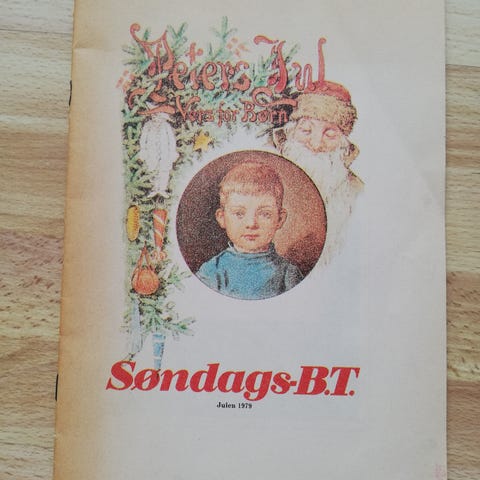 Peters Jul
Vers for Børn
Søndags-B.T.
Julen 1979